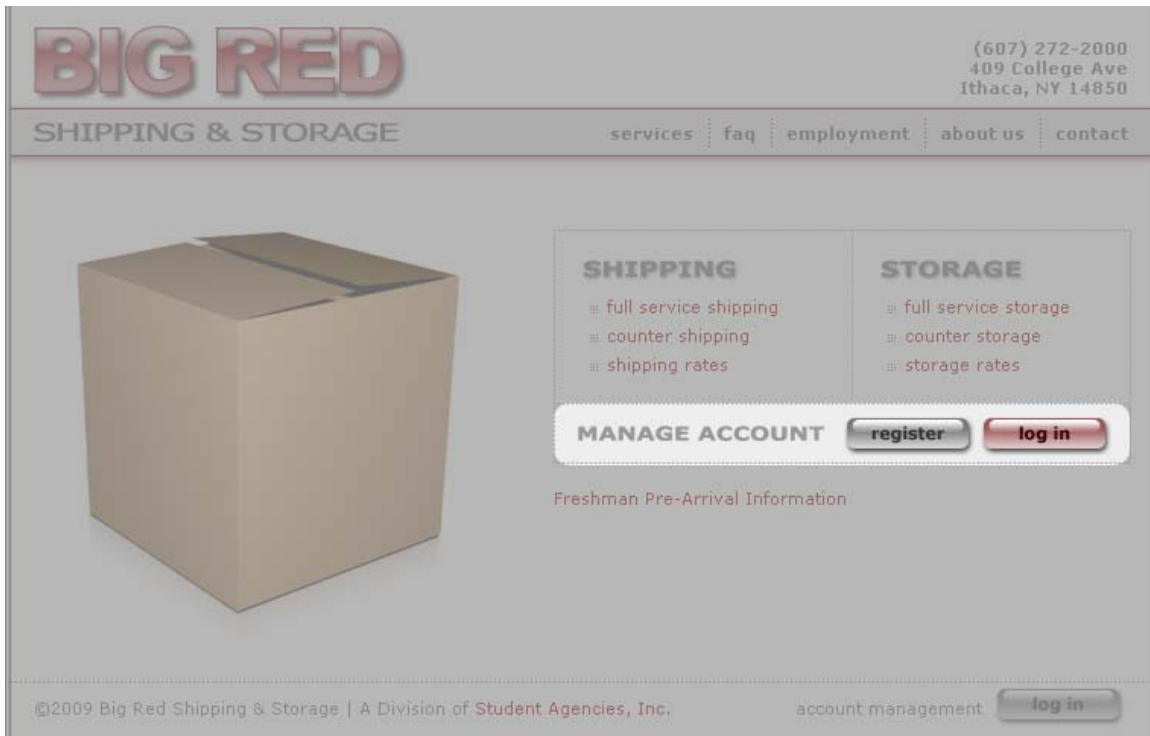 BIG RED
(607) 272-2000
409 College Ave
Ithaca, NY 14850
SHIPPING & STORAGE
services faq employment about us contact
SHIPPING
full service shipping
counter shipping
shipping rates
STORAGE
full service storage
counter storage
storage rates
MANAGE ACCOUNT register log in
Freshman Pre-Arrival Information
©2009 Big Red Shipping & Storage | A Division of Student Agencies, Inc.
account management log in